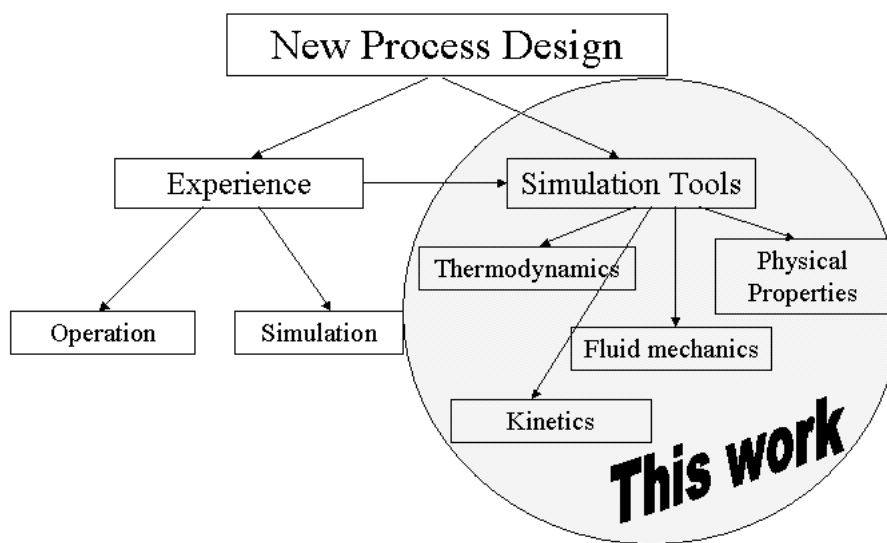 New Process Design
Experience
Simulation Tools
Thermodynamics
Physical
Properties
Operation
Simulation
Fluid mechanics
Kinetics
This work